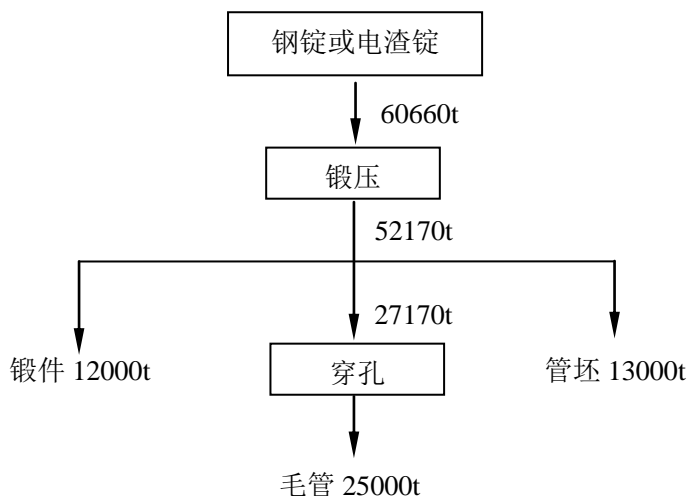 钢锭或电渣锭
60660t
锻压
52170t
27170t
锻件 12000t
穿孔
管坯 13000t
毛管 25000t